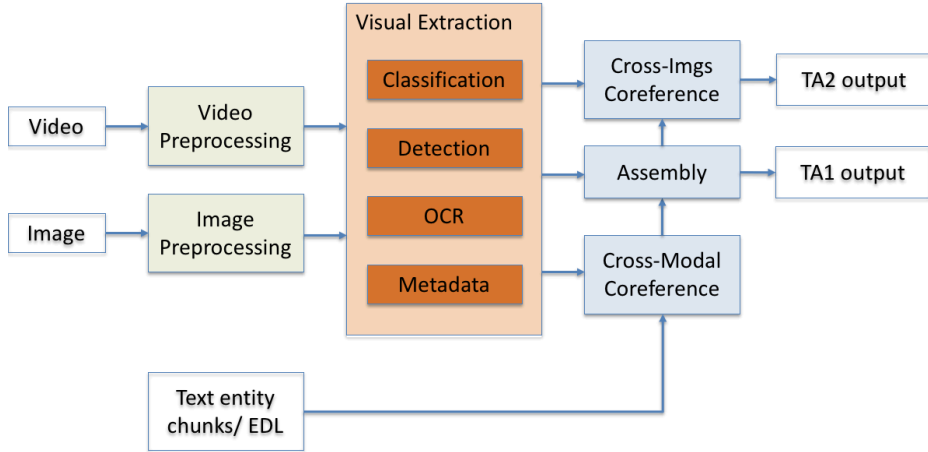 Visual Extraction
Classification
Detection
OCR
Metadata
Video
Video
Preprocessing
Image
Image
Preprocessing
Text entity
chunks/ EDL
Cross-Imgs
Coreference
Assembly
Cross-Modal
Coreference
TA2 output
TA1 output